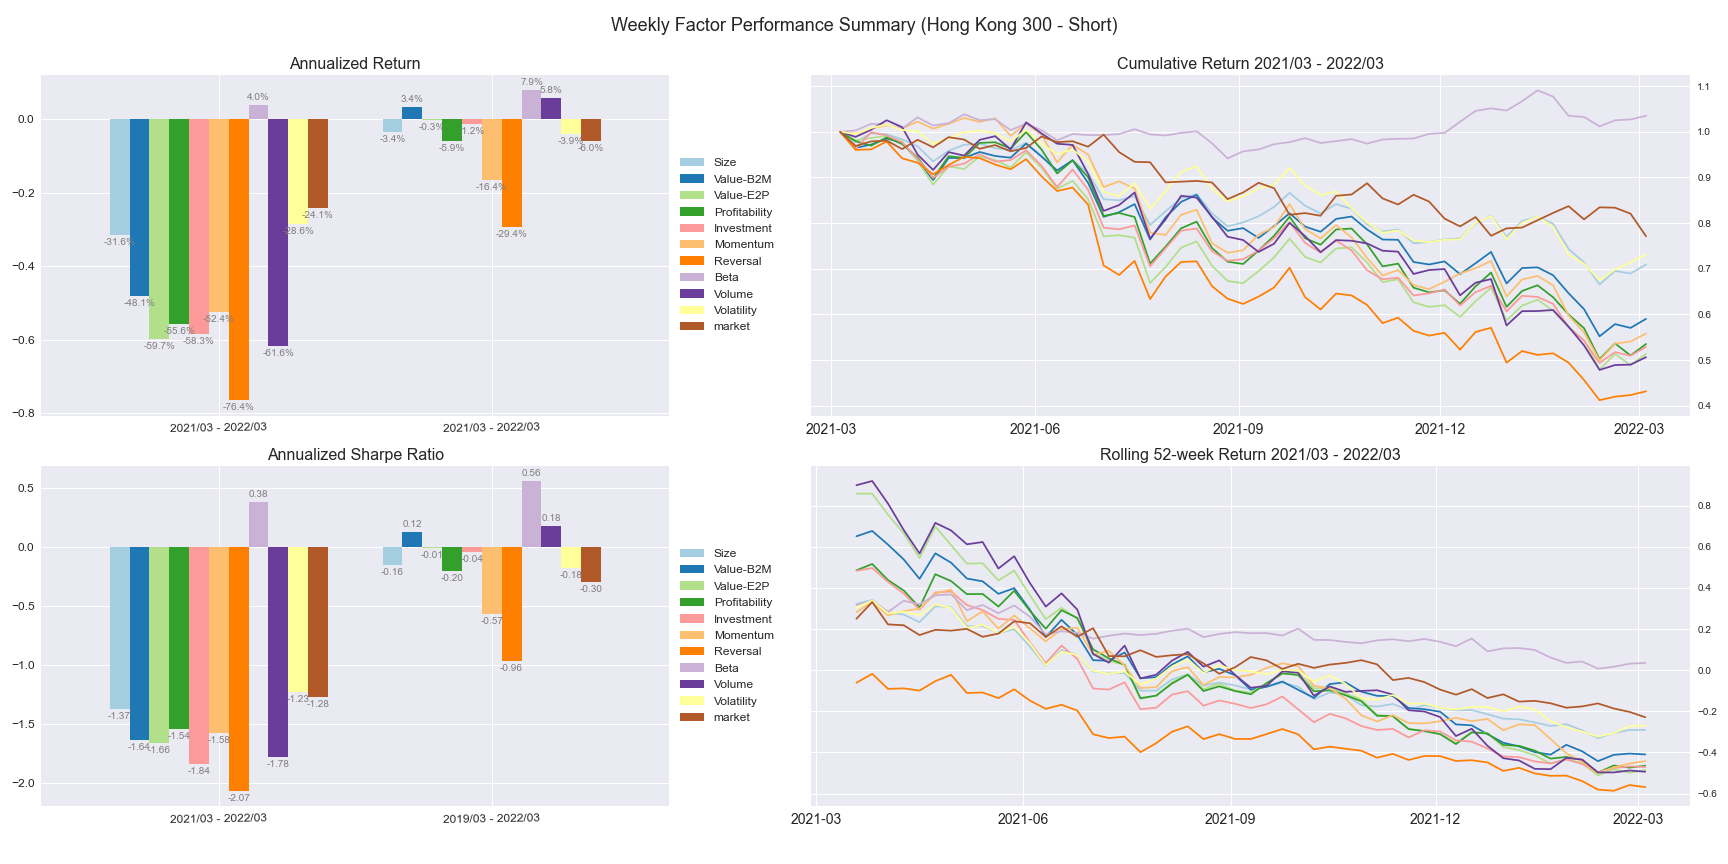 Weekly Factor Performance Summary (Hong Kong 300 - Short)
Annualized Return
0.0
−0.2
−0.4
−0.6
−0.8
-31.6%
-48.1%
-59.7%
-55.6%
-58.3%
-52.4%
-76.4%
4.0%
-61.6%
-28.6%
-24.1%
-3.4%
3.4%
-0.3%
-5.9%
-1.2%
-16.4%
-29.4%
7.9%
5.8%
-3.9%
-6.0%
2021/03 - 2022/03
2021/03 - 2022/03
Size
Value-B2M
Value-E2P
Profitability
Investment
Momentum
Reversal
Beta
Volume
Volatility
market
Cumulative Return 2021/03 - 2022/03
1.1
1.0
0.9
0.8
0.7
0.6
0.5
0.4
2021-03
2021-06
2021-09
2021-12
2022-03
Annualized Sharpe Ratio
0.5
0.0
−0.5
−1.0
−1.5
−2.0
-1.37
-1.64
-1.66
-1.54
-1.84
-1.58
-2.07
0.38
-1.78
-1.23
-1.28
-0.16
0.12
-0.01
-0.20
-0.04
-0.57
-0.96
0.56
0.18
-0.18
-0.30
2021/03 - 2022/03
2019/03 - 2022/03
Size
Value-B2M
Value-E2P
Profitability
Investment
Momentum
Reversal
Beta
Volume
Volatility
market
Rolling 52-week Return 2021/03 - 2022/03
0.8
0.6
0.4
0.2
0.0
−0.2
−0.4
−0.6
2021-03
2021-06
2021-09
2021-12
2022-03